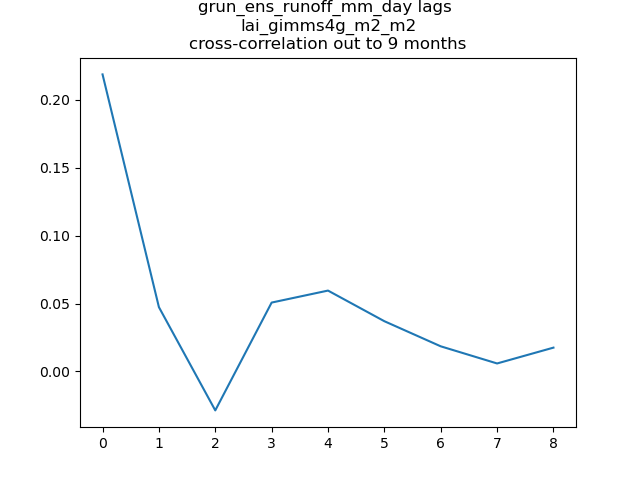 grun_ens_runoff_mm_day lags
lai_gimms4g_m2_m2
cross-correlation out to 9 months
0.20
0.15
0.10
0.05
0.00
0 1 2 3 4 5 6 7 8